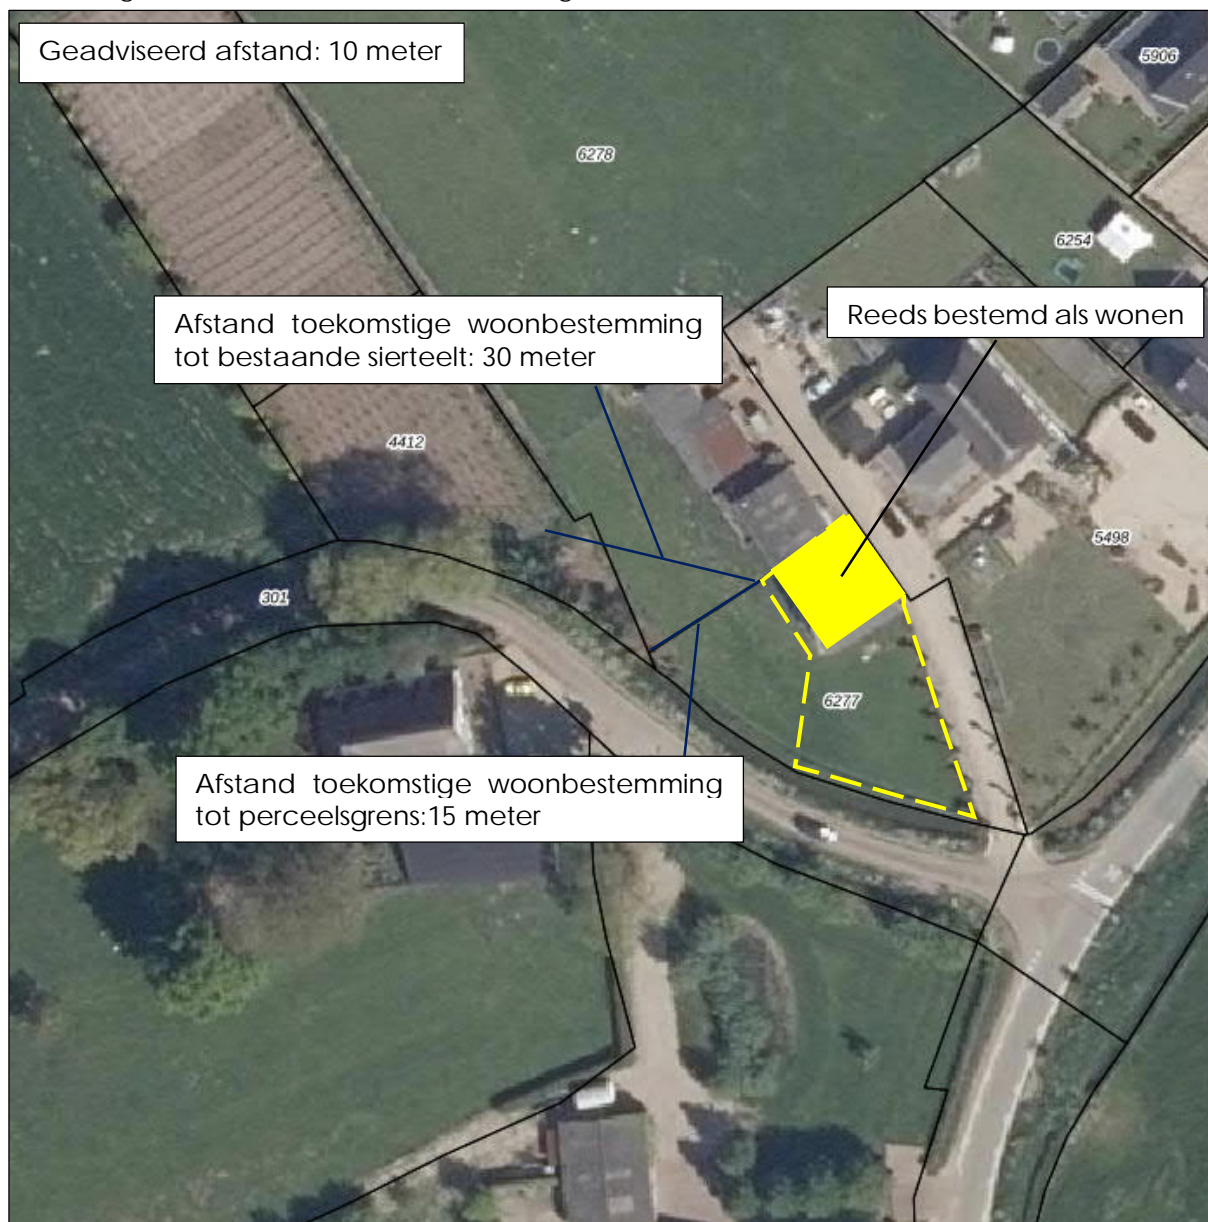 Geadviseerd afstand: 10 meter
5906
6278
6254
Afstand toekomstige woonbestemming
tot bestaande sierteelt: 30 meter
Reeds bestemd als wonen
4412
5498
301
6277
Afstand toekomstige woonbestemming
tot perceelsgrens:15 meter